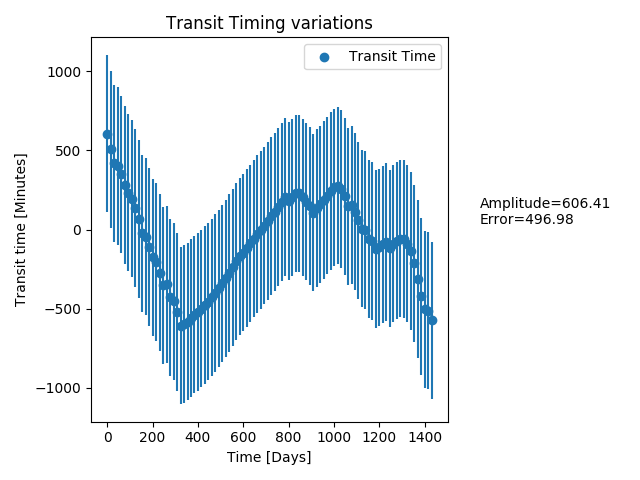 Transit Timing variations
Transit Time
1000
500
0
−500
−1000
Transit time [Minutes]
0 200 400 600 800 1000 1200 1400
Time [Days]
Amplitude=606.41
Error=496.98